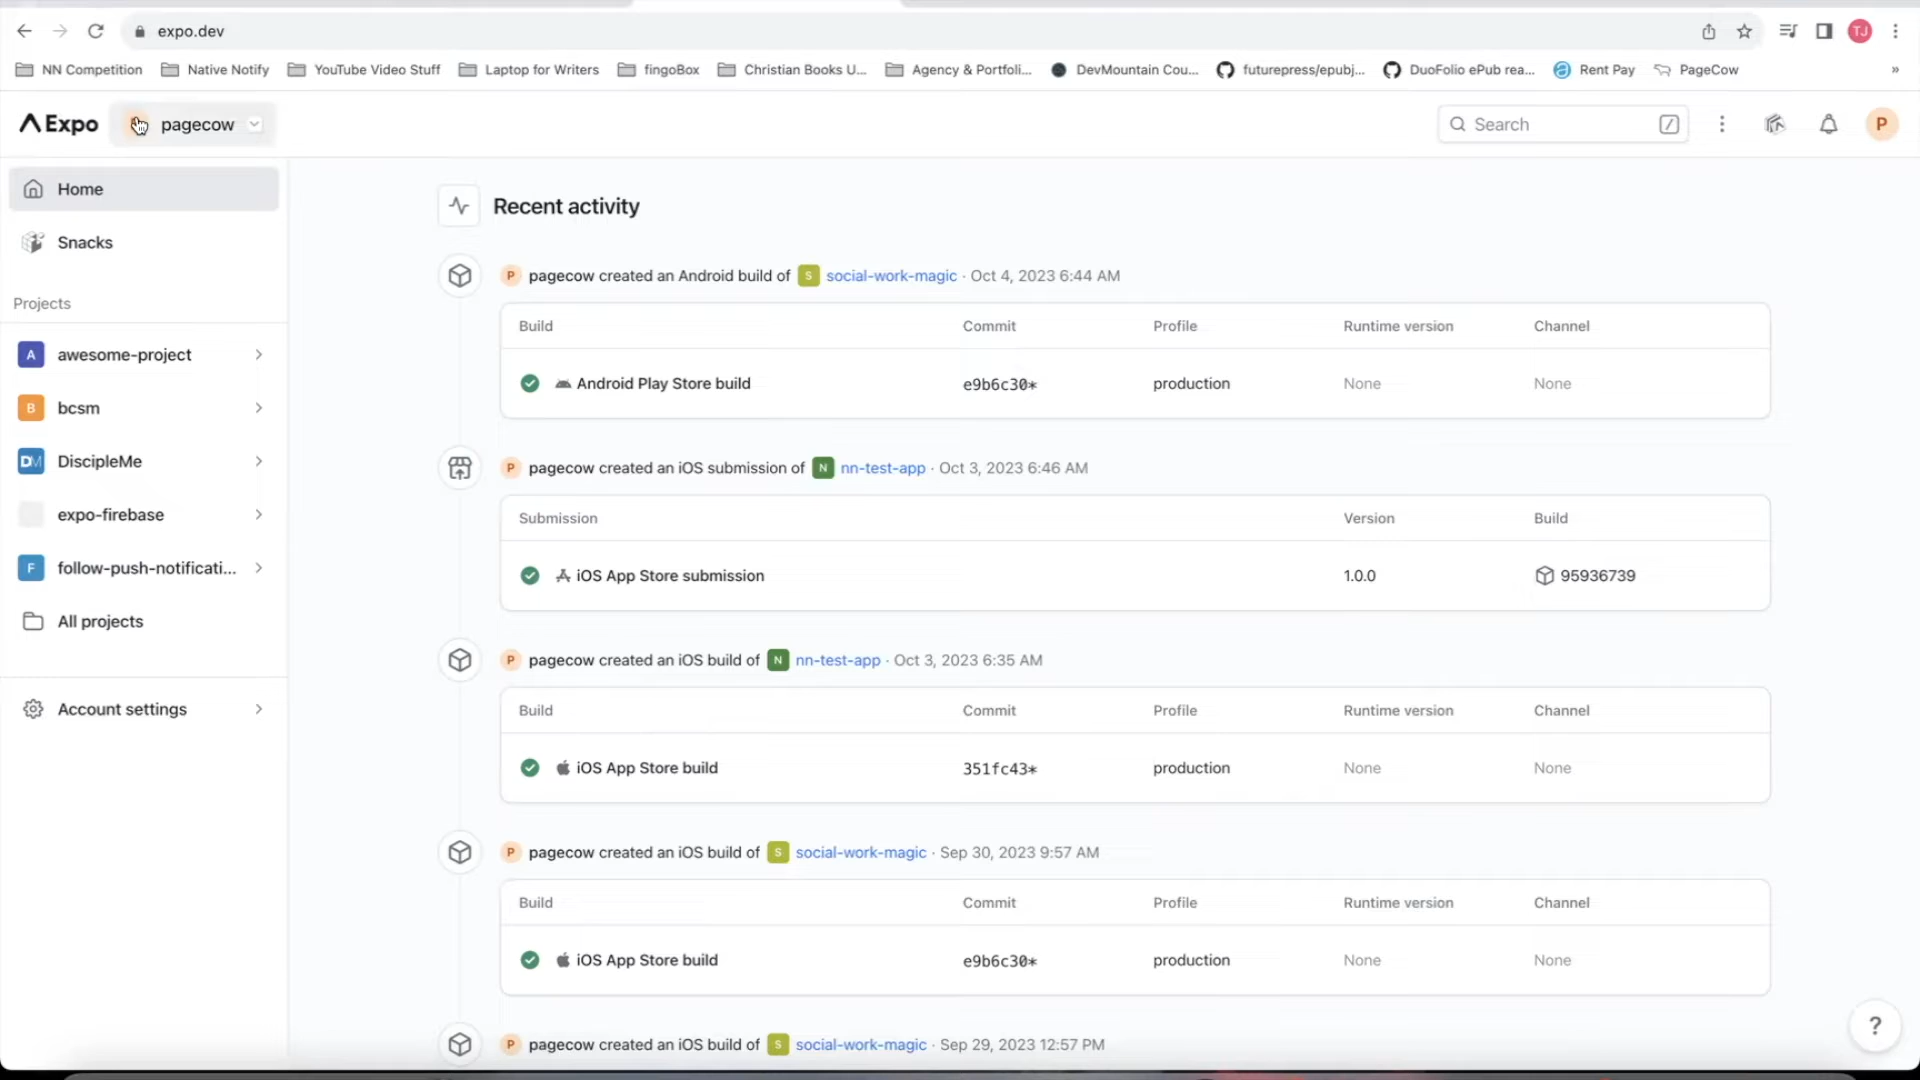 expo.dev
NN Competition Native Notify YouTube Video Stuff Laptop for Writers fingoBox Christian Books U... Agency & Portfoli... DevMountain Cou... futurepress/epubj... DuoFolio ePub rea... Rent Pay PageCow »
Expo pagecow Search / P
TJ
Home
Snacks
Projects
A awesome-project
B bcsm
DM DiscipleMe
expo-firebase
F follow-push-notificati...
All projects
Account settings
Recent activity
P pagecow created an Android build of S social-work-magic · Oct 4, 2023 6:44 AM
Build Commit Profile Runtime version Channel
Android Play Store build e9b6c30* production None None
P pagecow created an iOS submission of N nn-test-app · Oct 3, 2023 6:46 AM
Submission Version Build
iOS App Store submission 1.0.0 95936739
P pagecow created an iOS build of N nn-test-app · Oct 3, 2023 6:35 AM
Build Commit Profile Runtime version Channel
iOS App Store build 351fc43* production None None
P pagecow created an iOS build of S social-work-magic · Sep 30, 2023 9:57 AM
Build Commit Profile Runtime version Channel
iOS App Store build e9b6c30* production None None
P pagecow created an iOS build of S social-work-magic · Sep 29, 2023 12:57 PM
?